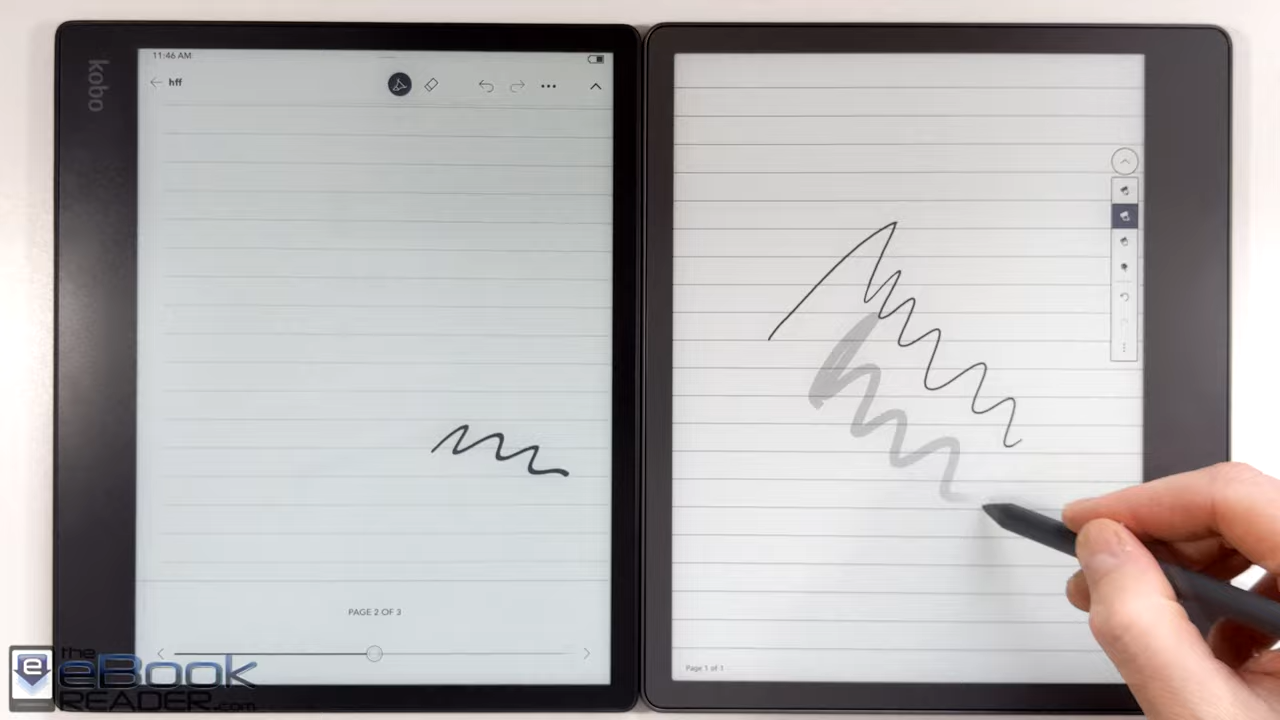 kobo
11:46 AM
hff
PAGE 2 OF 3
Page 1 of 1
the
eBook
READER.com